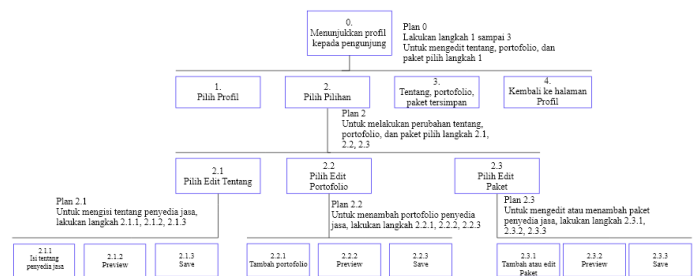 0.
Menunjukkan profil
kepada pengunjung
Plan 0
Lakukan langkah 1 sampai 3
Untuk mengedit tentang, portofolio, dan
paket pilih langkah 1
1.
Pilih Profil
2.
Pilih Pilihan
3.
Tentang, portofolio,
paket tersimpan
4.
Kembali ke halaman
Profil
Plan 2
Untuk melakukan perubahan tentang,
portofolio, dan paket pilih langkah 2.1,
2.2, 2.3
2.1
Pilih Edit Tentang
2.2
Pilih Edit
Portofolio
2.3
Pilih Edit
Paket
Plan 2.1
Untuk mengisi tentang penyedia jasa,
lakukan langkah 2.1.1, 2.1.2, 2.1.3
Plan 2.2
Untuk menambah portofolio penyedia
jasa, lakukan langkah 2.2.1, 2.2.2, 2.2.3
Plan 2.3
Untuk mengedit atau menambah paket
penyedia jasa, lakukan langkah 2.3.1,
2.3.2, 2.3.3
2.1.1
Isi tentang
penyedia jasa
2.1.2
Preview
2.1.3
Save
2.2.1
Tambah portofolio
2.2.2
Preview
2.2.3
Save
2.3.1
Tambah atau edit
Paket
2.3.2
Preview
2.3.3
Save